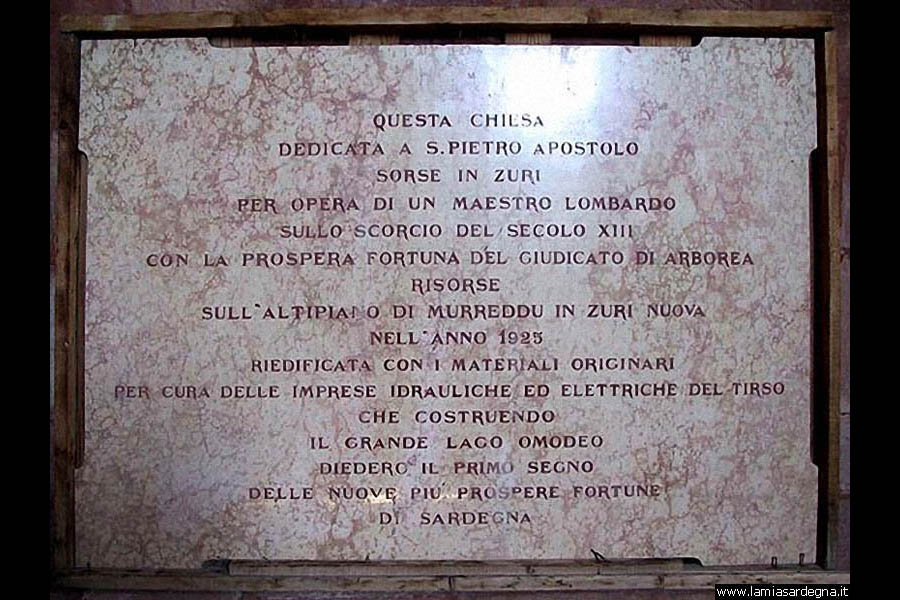 QUESTA CHIESA
DEDICATA A S. PIETRO APOSTOLO
SORSE IN ZURI
PER OPERA DI UN MAESTRO LOMBARDO
SULLO SCORCIO DEL SECOLO XIII
CON LA PROSPERA FORTUNA DEL GIUDICATO DI ARBOREA
RISORSE
SULL'ALTIPIANO DI MURREDDU IN ZURI NUOVA
NELL'ANNO 1925
RIEDIFICATA CON I MATERIALI ORIGINARI
PER CURA DELLE IMPRESE IDRAULICHE ED ELETTRICHE DEL TIRSO
CHE COSTRUENDO
IL GRANDE LAGO OMODEO
DIEDERO IL PRIMO SEGNO
DELLE NUOVE PIU' PROSPERE FORTUNE
DI SARDEGNA
www.lamiasardegna.it